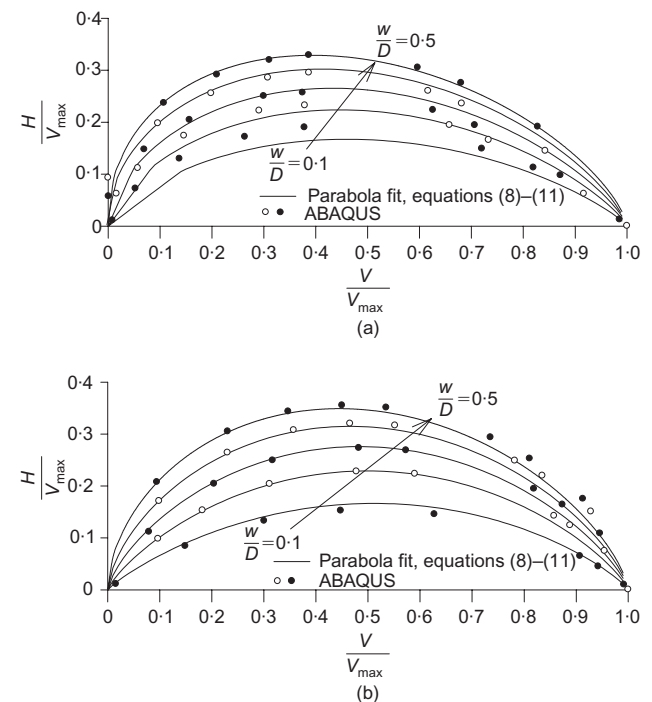 0·4
0·3
0·2
0·1
0
H
Vmax
w
D
=0·5
w
D
=0·1
Parabola fit, equations (8)–(11)
ABAQUS
0 0·1 0·2 0·3 0·4 0·5 0·6 0·7 0·8 0·9 1·0
V
Vmax
(a)
0·4
0·3
0·2
0·1
0
H
Vmax
w
D
=0·5
w
D
=0·1
Parabola fit, equations (8)–(11)
ABAQUS
0 0·1 0·2 0·3 0·4 0·5 0·6 0·7 0·8 0·9 1·0
V
Vmax
(b)